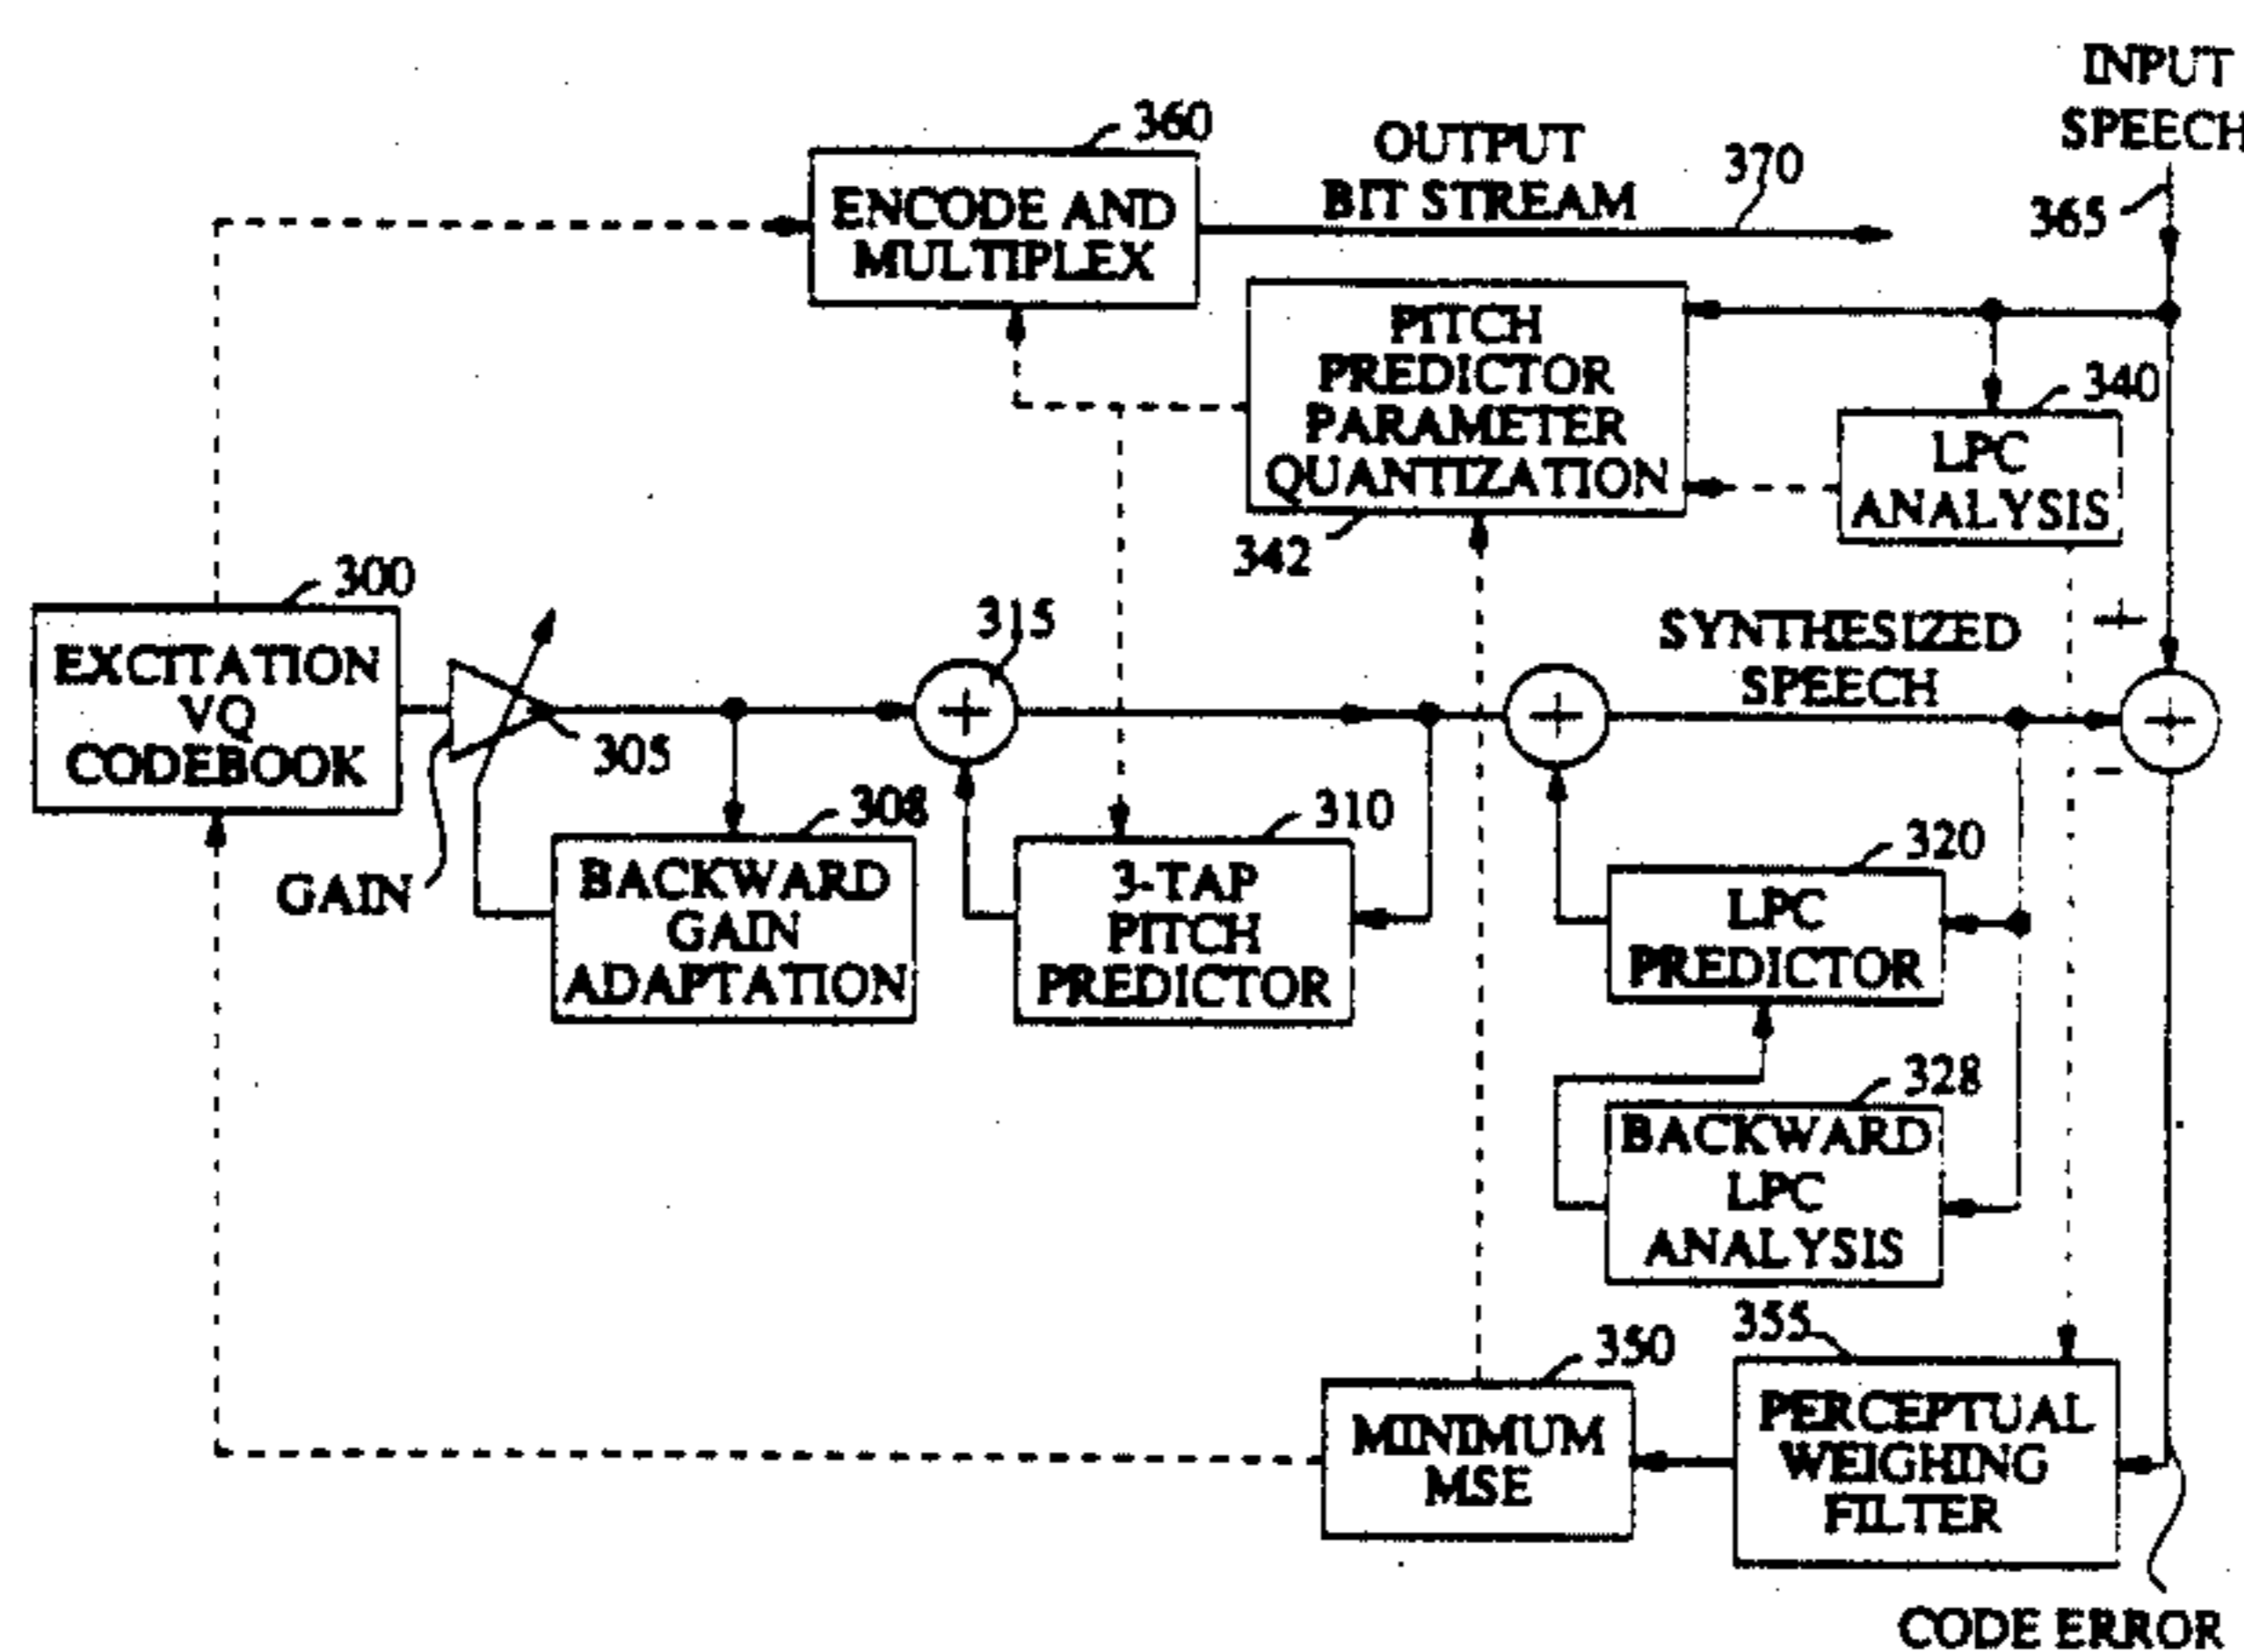 INPUT
SPEECH
365
360
ENCODE AND
MULTIPLEX
OUTPUT
BIT STREAM
370
PITCH
PREDICTOR
PARAMETER
QUANTIZATION
342
340
LPC
ANALYSIS
300
EXCITATION
VQ
CODEBOOK
GAIN
305
308
BACKWARD
GAIN
ADAPTATION
315
+
310
3-TAP
PITCH
PREDICTOR
+
SYNTHESIZED
SPEECH
+
+
-
320
LPC
PREDICTOR
328
BACKWARD
LPC
ANALYSIS
350
MINIMUM
MSE
355
PERCEPTUAL
WEIGHING
FILTER
CODE ERROR